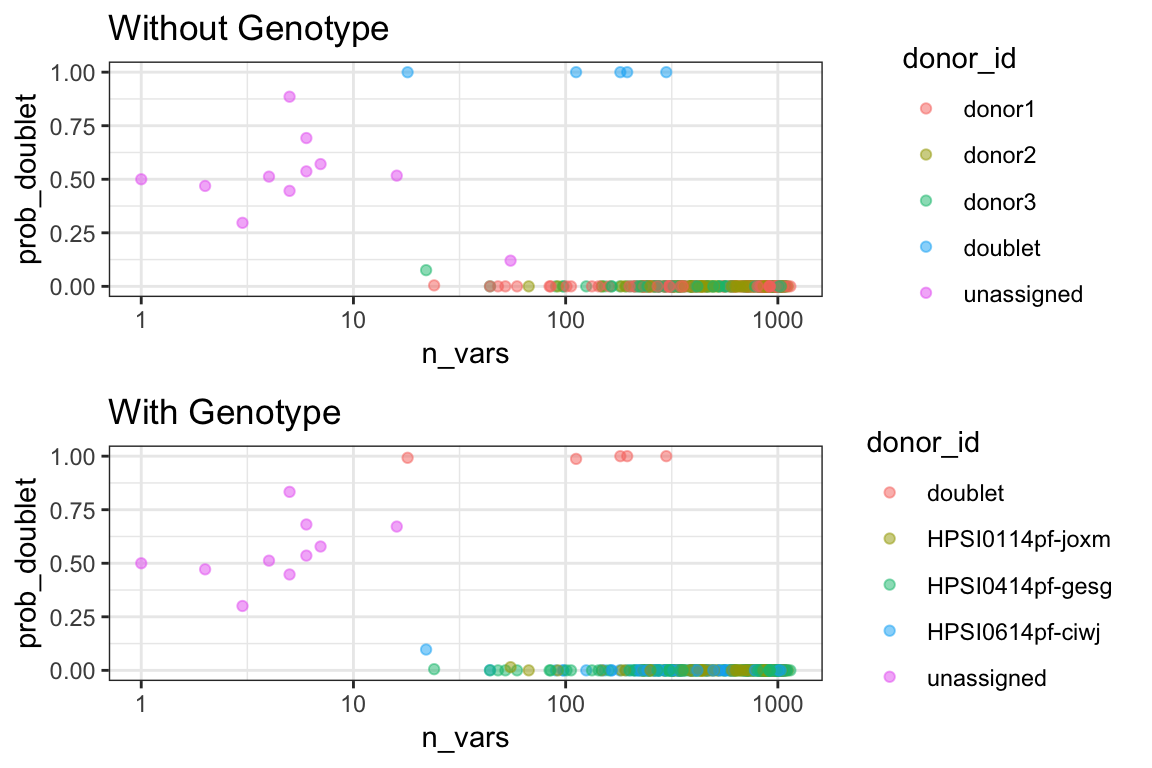 Without Genotype
prob_doublet
1.00
0.75
0.50
0.25
0.00
1 10 100 1000
n_vars
donor_id
donor1
donor2
donor3
doublet
unassigned
With Genotype
prob_doublet
1.00
0.75
0.50
0.25
0.00
1 10 100 1000
n_vars
donor_id
doublet
HPSI0114pf-joxm
HPSI0414pf-gesg
HPSI0614pf-ciwj
unassigned